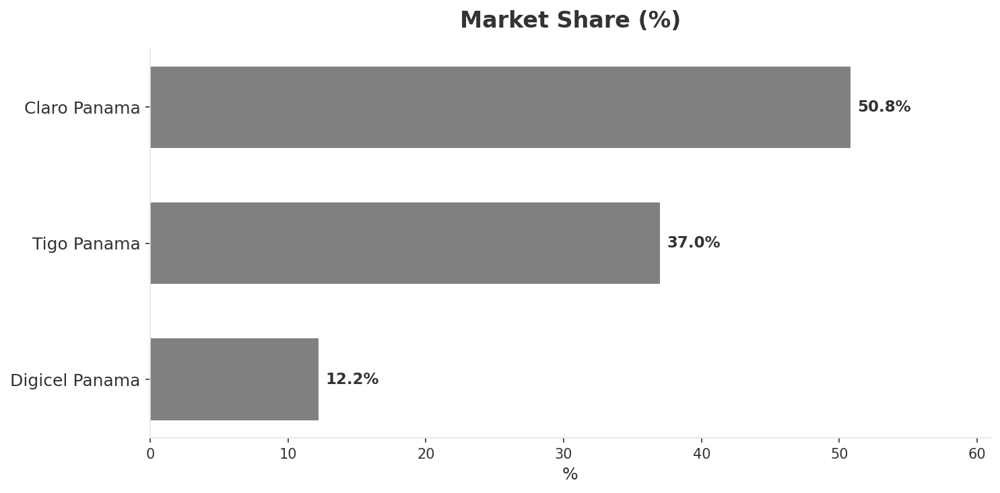 Market Share (%)
Claro Panama
50.8%
Tigo Panama
37.0%
Digicel Panama
12.2%
0 10 20 30 40 50 60
%